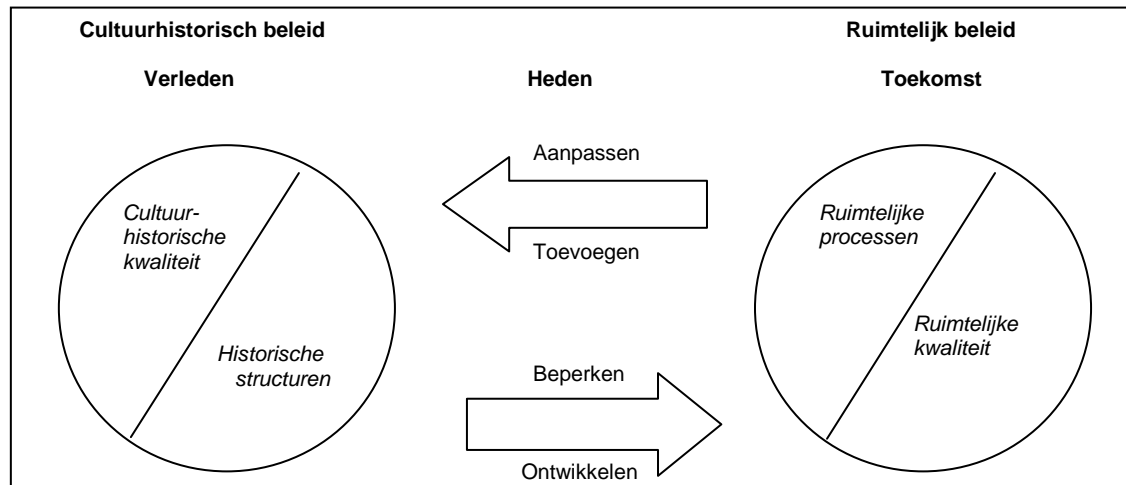 Cultuurhistorisch beleid
Ruimtelijk beleid
Verleden
Heden
Toekomst
Aanpassen
Toevoegen
Cultuur-
historische
kwaliteit
Historische
structuren
Ruimtelijke
processen
Ruimtelijke
kwaliteit
Beperken
Ontwikkelen